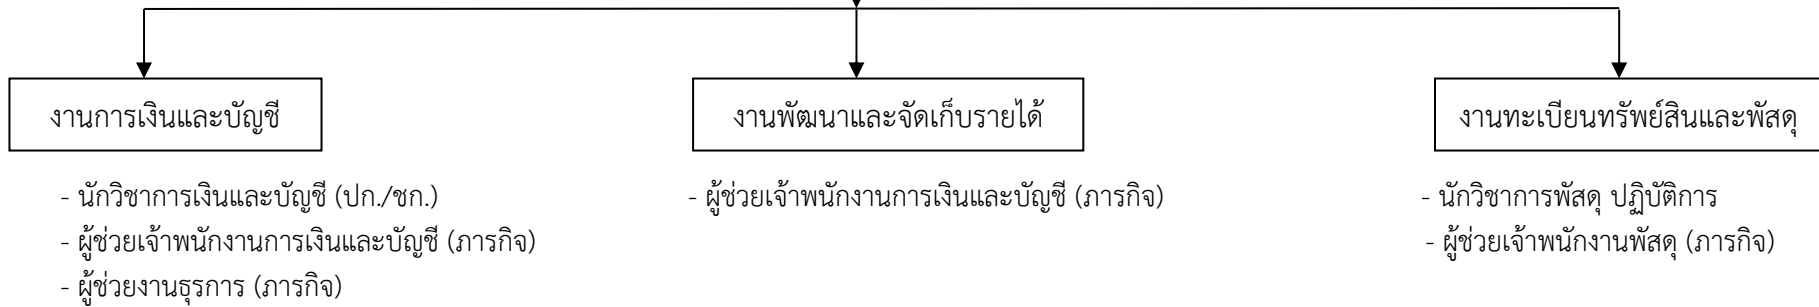 งานการเงินและบัญชี
- นักวิชาการเงินและบัญชี (ปก./ชก.)
- ผู้ช่วยเจ้าพนักงานการเงินและบัญชี (ภารกิจ)
- ผู้ช่วยงานธุรการ (ภารกิจ)
งานพัฒนาและจัดเก็บรายได้
- ผู้ช่วยเจ้าพนักงานการเงินและบัญชี (ภารกิจ)
งานทะเบียนทรัพย์สินและพัสดุ
- นักวิชาการพัสดุ ปฏิบัติการ
- ผู้ช่วยเจ้าพนักงานพัสดุ (ภารกิจ)